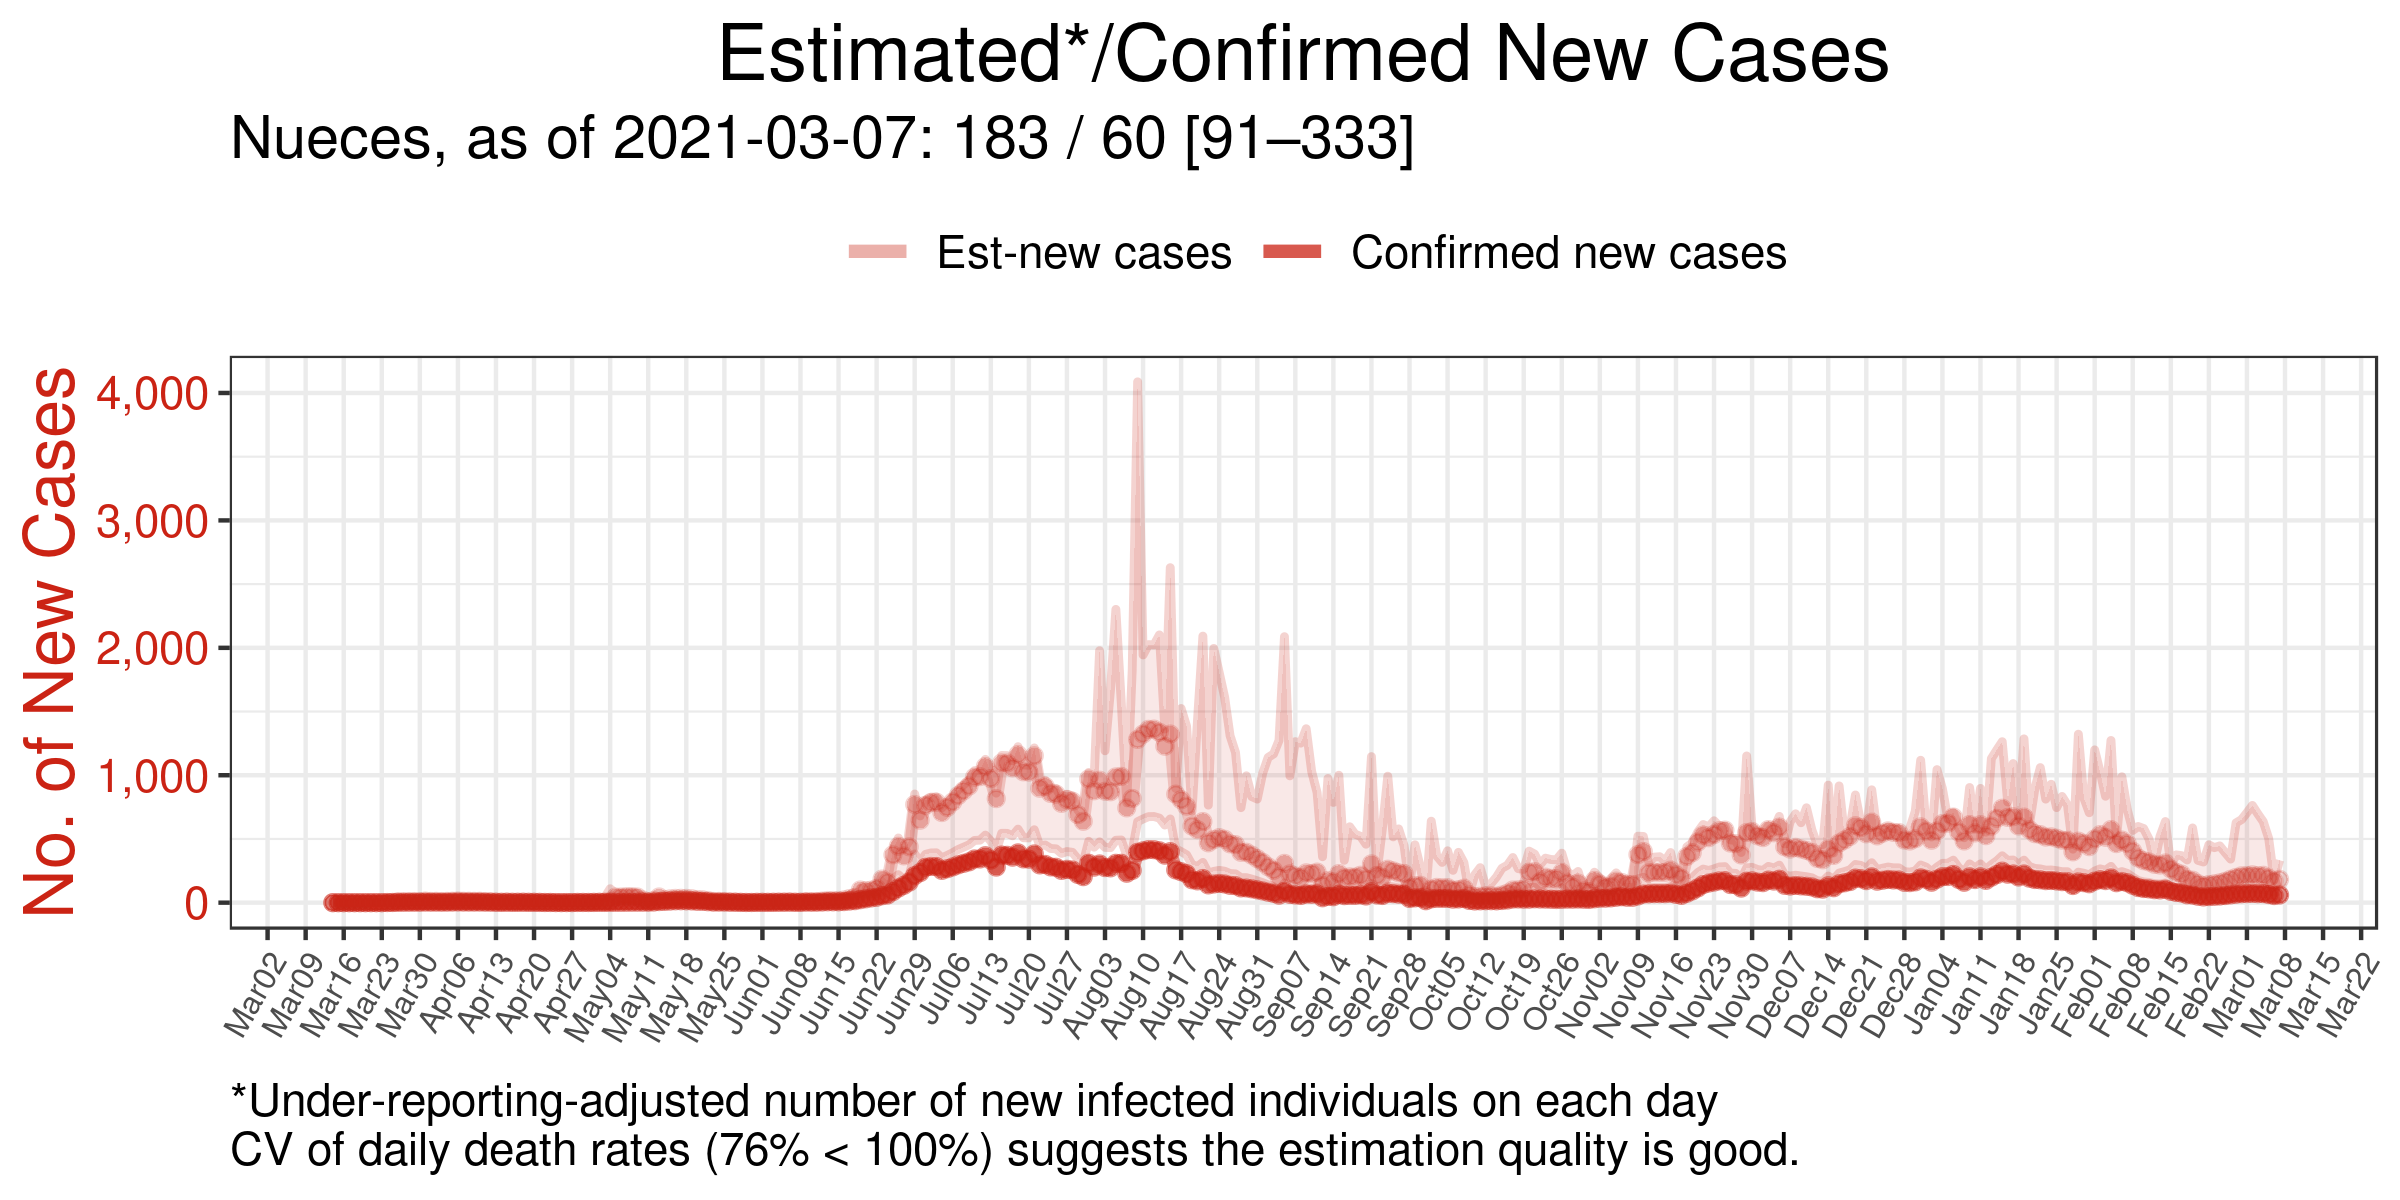 Estimated*/Confirmed New Cases
Nueces, as of 2021-03-07: 183 / 60 [91–333]
Est-new cases
Confirmed new cases
No. of New Cases
4,000
3,000
2,000
1,000
0
Mar02
Mar09
Mar16
Mar23
Mar30
Apr06
Apr13
Apr20
Apr27
May04
May11
May18
May25
Jun01
Jun08
Jun15
Jun22
Jun29
Jul06
Jul13
Jul20
Jul27
Aug03
Aug10
Aug17
Aug24
Aug31
Sep07
Sep14
Sep21
Sep28
Oct05
Oct12
Oct19
Oct26
Nov02
Nov09
Nov16
Nov23
Nov30
Dec07
Dec14
Dec21
Dec28
Jan04
Jan11
Jan18
Jan25
Feb01
Feb08
Feb15
Feb22
Mar01
Mar08
Mar15
Mar22
*Under-reporting-adjusted number of new infected individuals on each day
CV of daily death rates (76% < 100%) suggests the estimation quality is good.